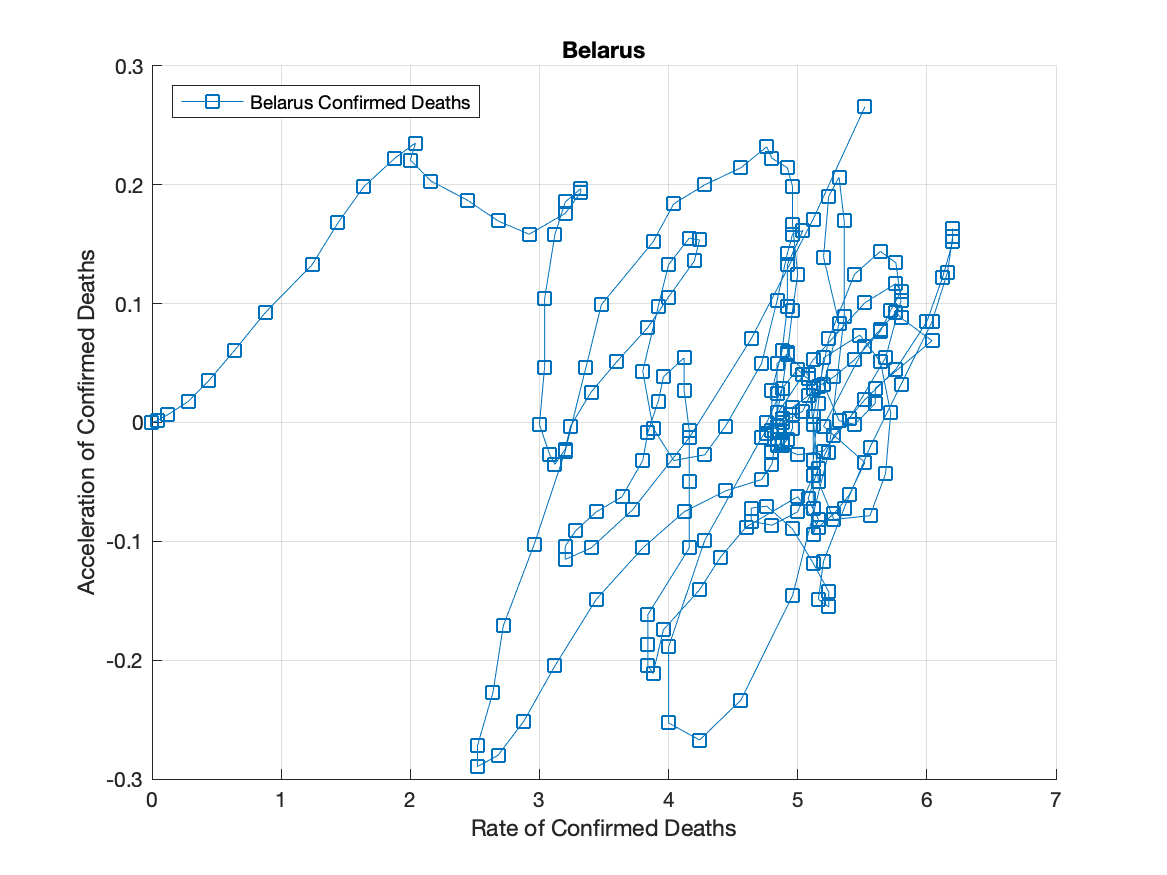 Belarus
Belarus Confirmed Deaths
0.3
0.2
0.1
0
-0.1
-0.2
-0.3
Acceleration of Confirmed Deaths
0 1 2 3 4 5 6 7
Rate of Confirmed Deaths